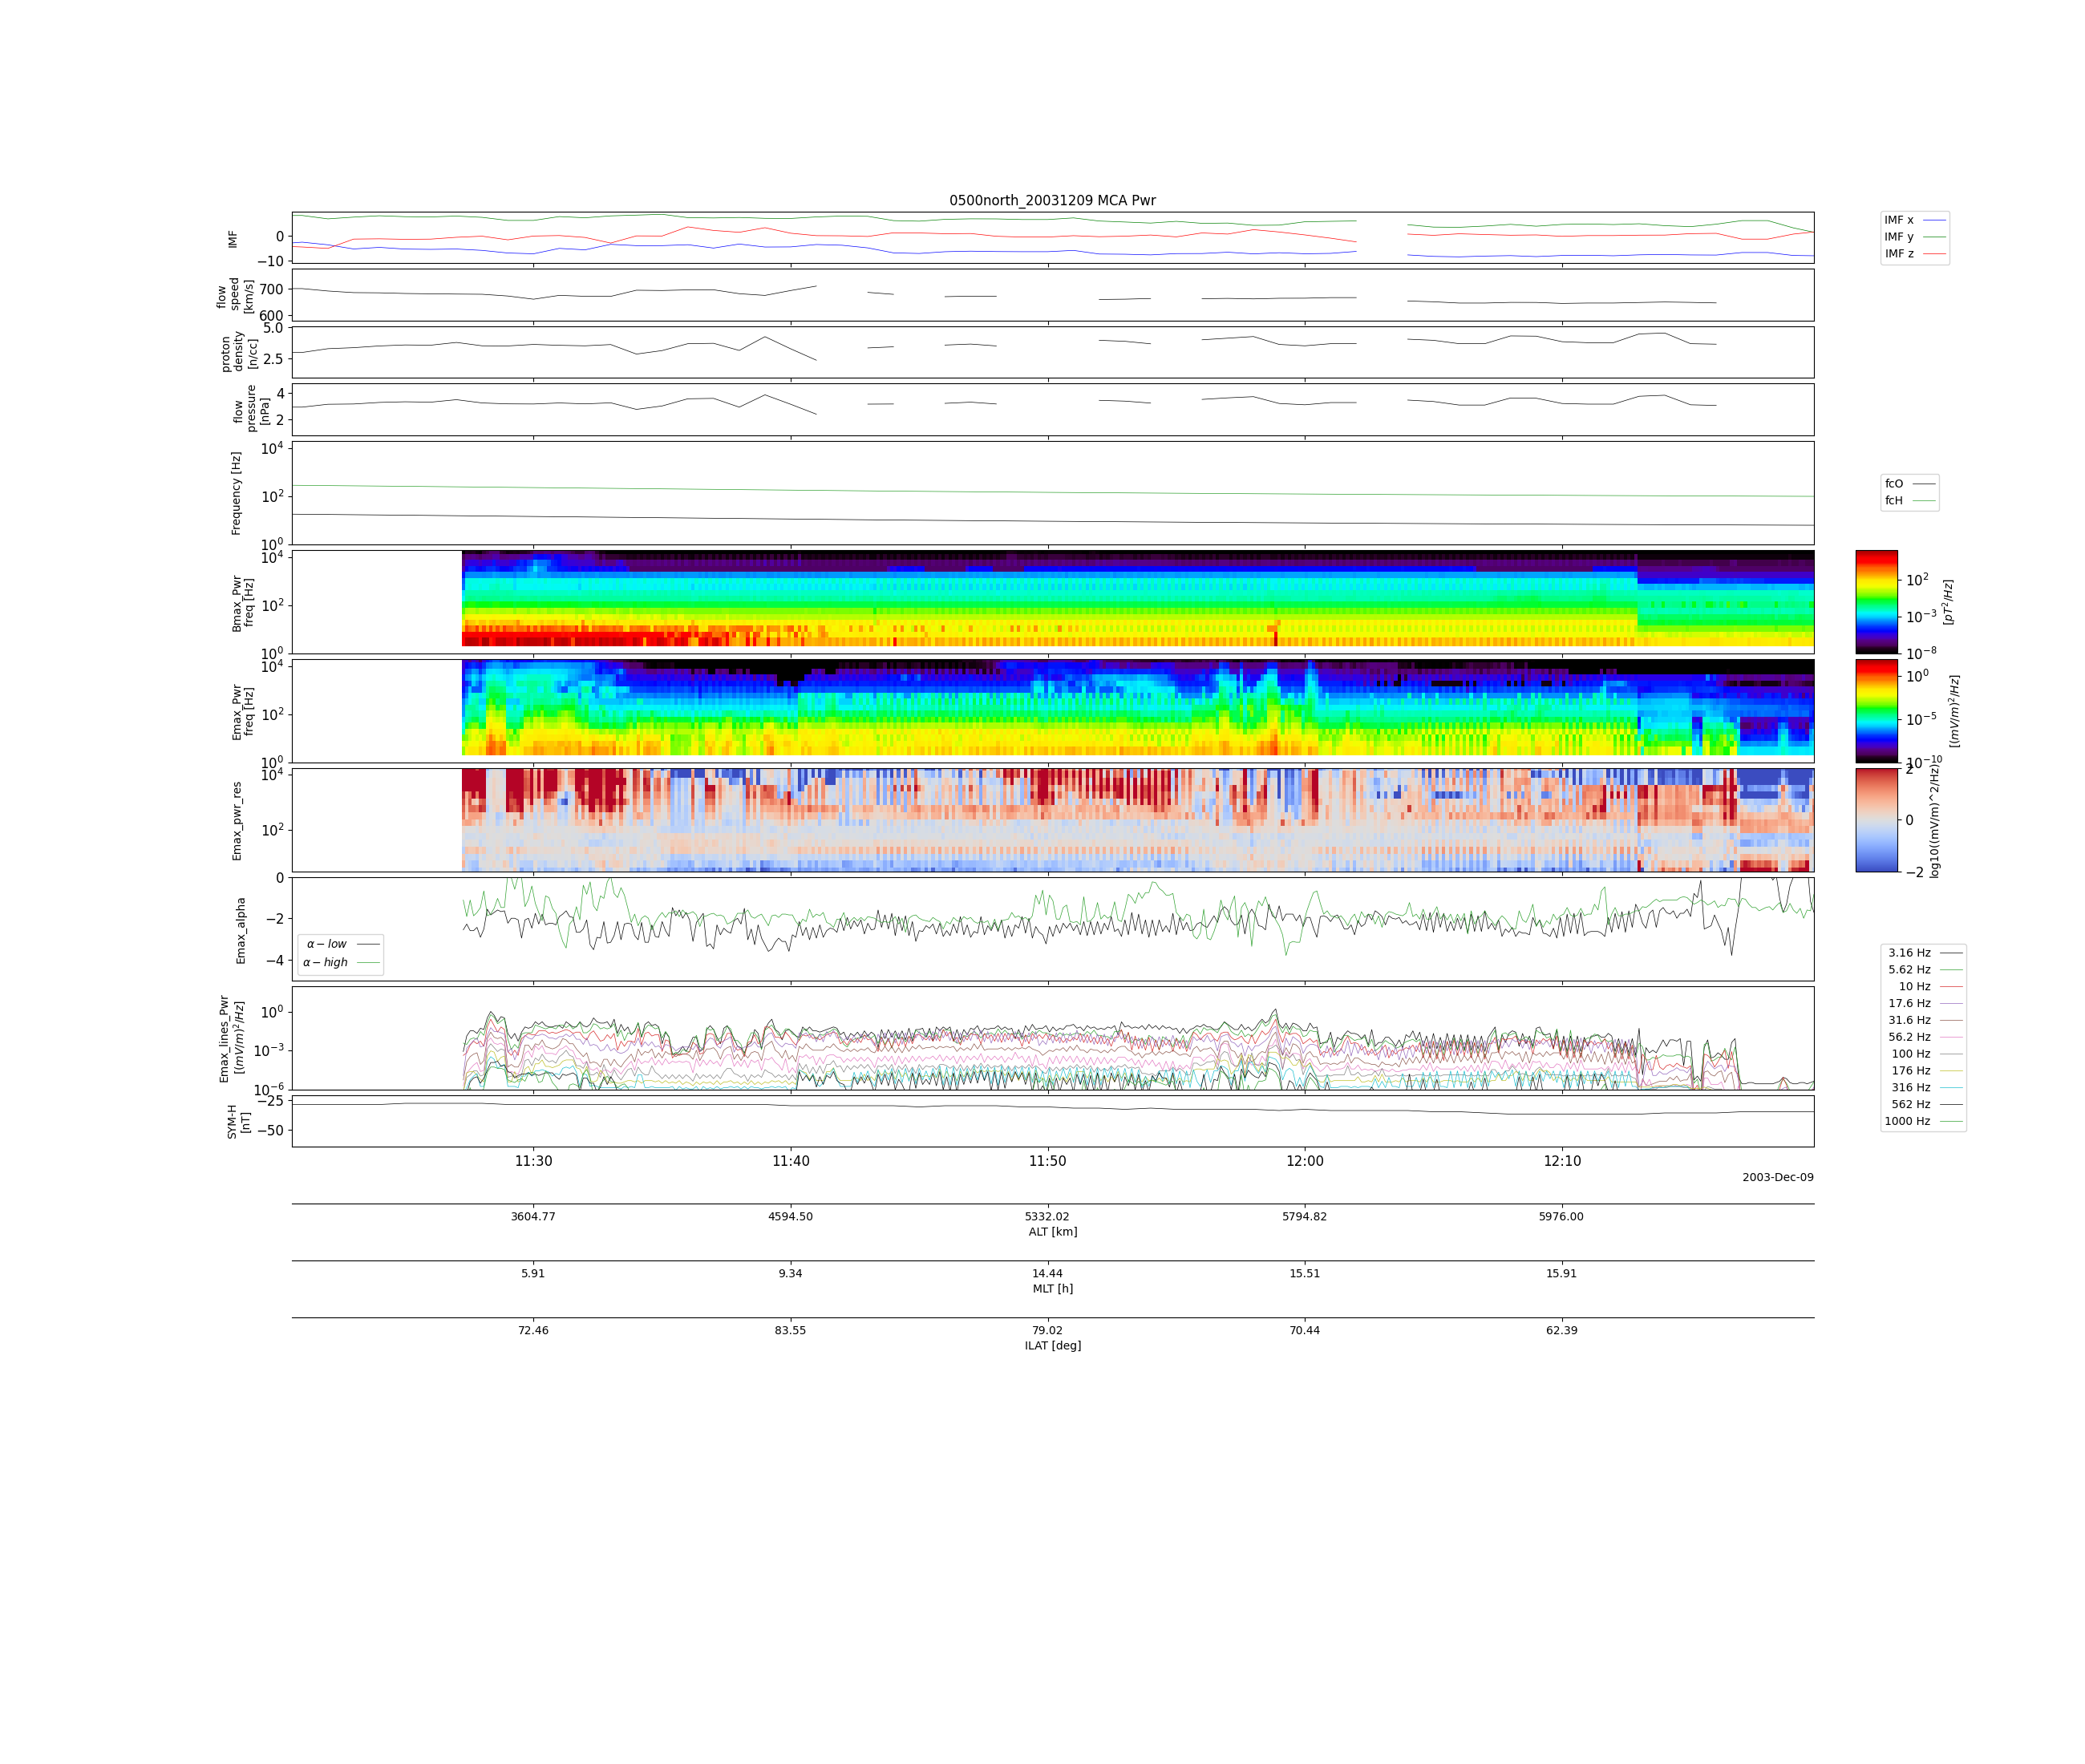 0500north_20031209 MCA Pwr
IMF
0
−10
IMF x
IMF y
IMF z
flow
speed
[km/s]
700
600
proton
density
[n/cc]
5.0
2.5
flow
pressure
[nPa]
4
2
Frequency [Hz]
10^4
10^2
10^0
fcO
fcH
Bmax_Pwr
freq [Hz]
10^4
10^2
10^0
10^2
10^−3
10^−8
[pT^2/Hz]
Emax_Pwr
freq [Hz]
10^4
10^2
10^0
10^0
10^−5
10^−10
[(mV/m)^2/Hz]
Emax_pwr_res
10^4
10^2
2
0
−2
log10((mV/m)^2/Hz)
Emax_alpha
0
−2
−4
α − low
α − high
Emax_lines_Pwr
[(mV/m)^2/Hz]
10^0
10^−3
10^−6
3.16 Hz
5.62 Hz
10 Hz
17.6 Hz
31.6 Hz
56.2 Hz
100 Hz
176 Hz
316 Hz
562 Hz
1000 Hz
SYM-H
[nT]
−25
−50
11:30 11:40 11:50 12:00 12:10
2003-Dec-09
3604.77 4594.50 5332.02 5794.82 5976.00
ALT [km]
5.91 9.34 14.44 15.51 15.91
MLT [h]
72.46 83.55 79.02 70.44 62.39
ILAT [deg]